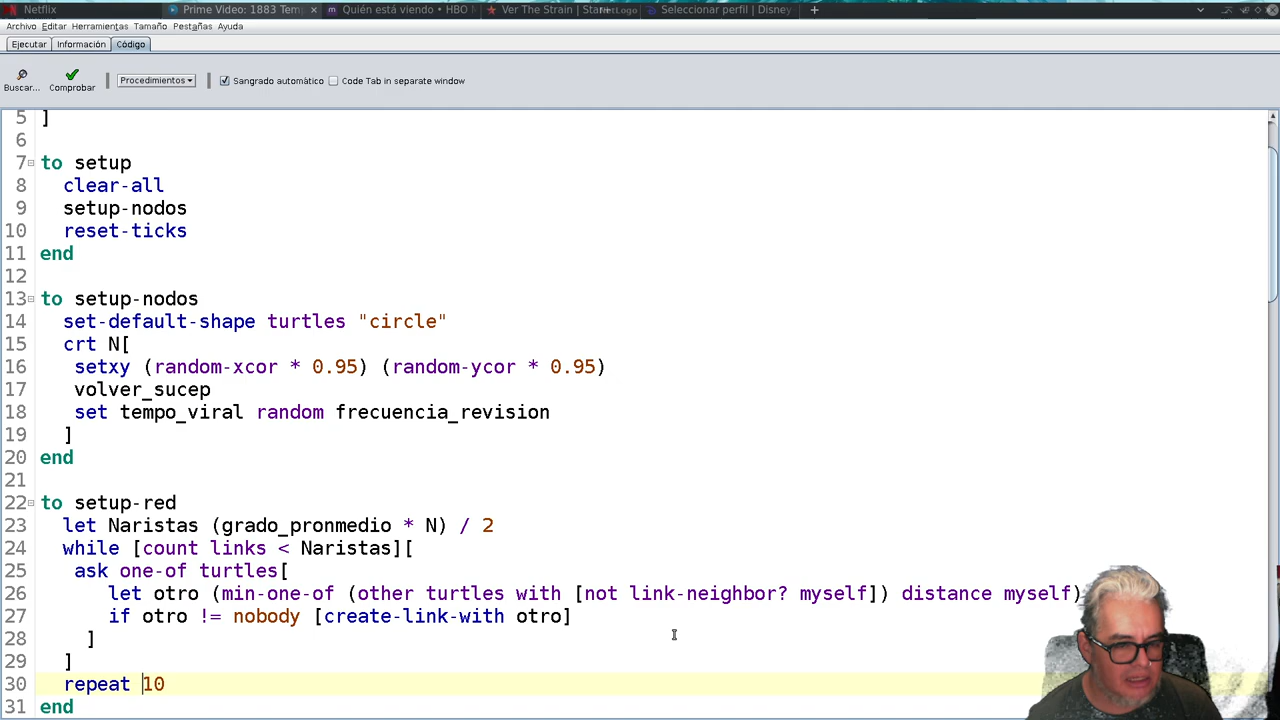 Netflix Prime Video: 1883 Tem × Quién está viendo • HBO Ver The Strain | Star+ Seleccionar perfil | Disney +
Archivo Editar Herramientas Tamaño Pestañas Ayuda
Ejecutar Información Código
Buscar... Comprobar Procedimientos Sangrado automático Code Tab in separate window
5 ]
6
7 to setup
8 clear-all
9 setup-nodos
10 reset-ticks
11 end
12
13 to setup-nodos
14 set-default-shape turtles "circle"
15 crt N[
16 setxy (random-xcor * 0.95) (random-ycor * 0.95)
17 volver_sucep
18 set tempo_viral random frecuencia_revision
19 ]
20 end
21
22 to setup-red
23 let Naristas (grado_pronmedio * N) / 2
24 while [count links < Naristas][
25 ask one-of turtles[
26 let otro (min-one-of (other turtles with [not link-neighbor? myself]) distance myself)
27 if otro != nobody [create-link-with otro]
28 ]
29 ]
30 repeat 10
31 end